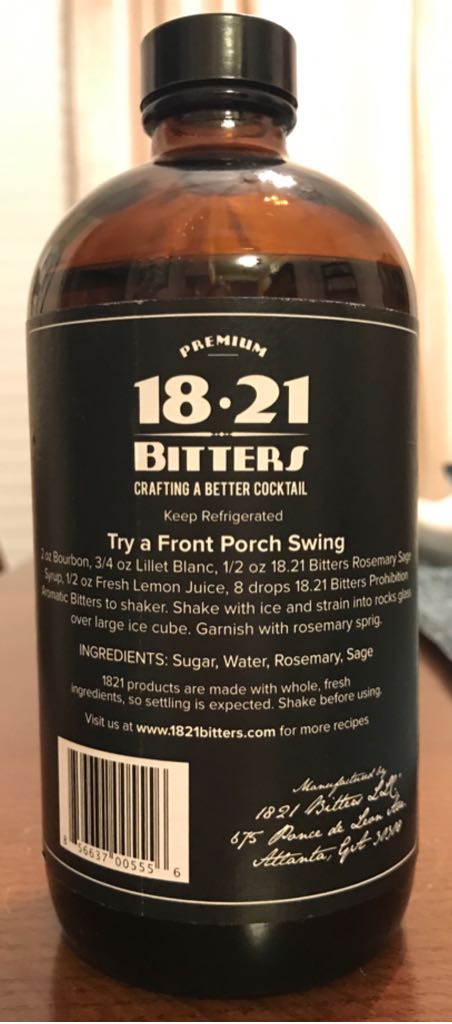 PREMIUM
18·21
BITTERS
CRAFTING A BETTER COCKTAIL
Keep Refrigerated
Try a Front Porch Swing
2 oz Bourbon, 3/4 oz Lillet Blanc, 1/2 oz 18.21 Bitters Rosemary Sage
Syrup, 1/2 oz Fresh Lemon Juice, 8 drops 18.21 Bitters Prohibition
Aromatic Bitters to shaker. Shake with ice and strain into rocks glass
over large ice cube. Garnish with rosemary sprig.
INGREDIENTS: Sugar, Water, Rosemary, Sage
1821 products are made with whole, fresh
ingredients, so settling is expected. Shake before using.
Visit us at www.1821bitters.com for more recipes
Manufactured by
1821 Bitters LLC
675 Ponce de Leon Ave
Atlanta, GA 30308
8 56637 00555 6